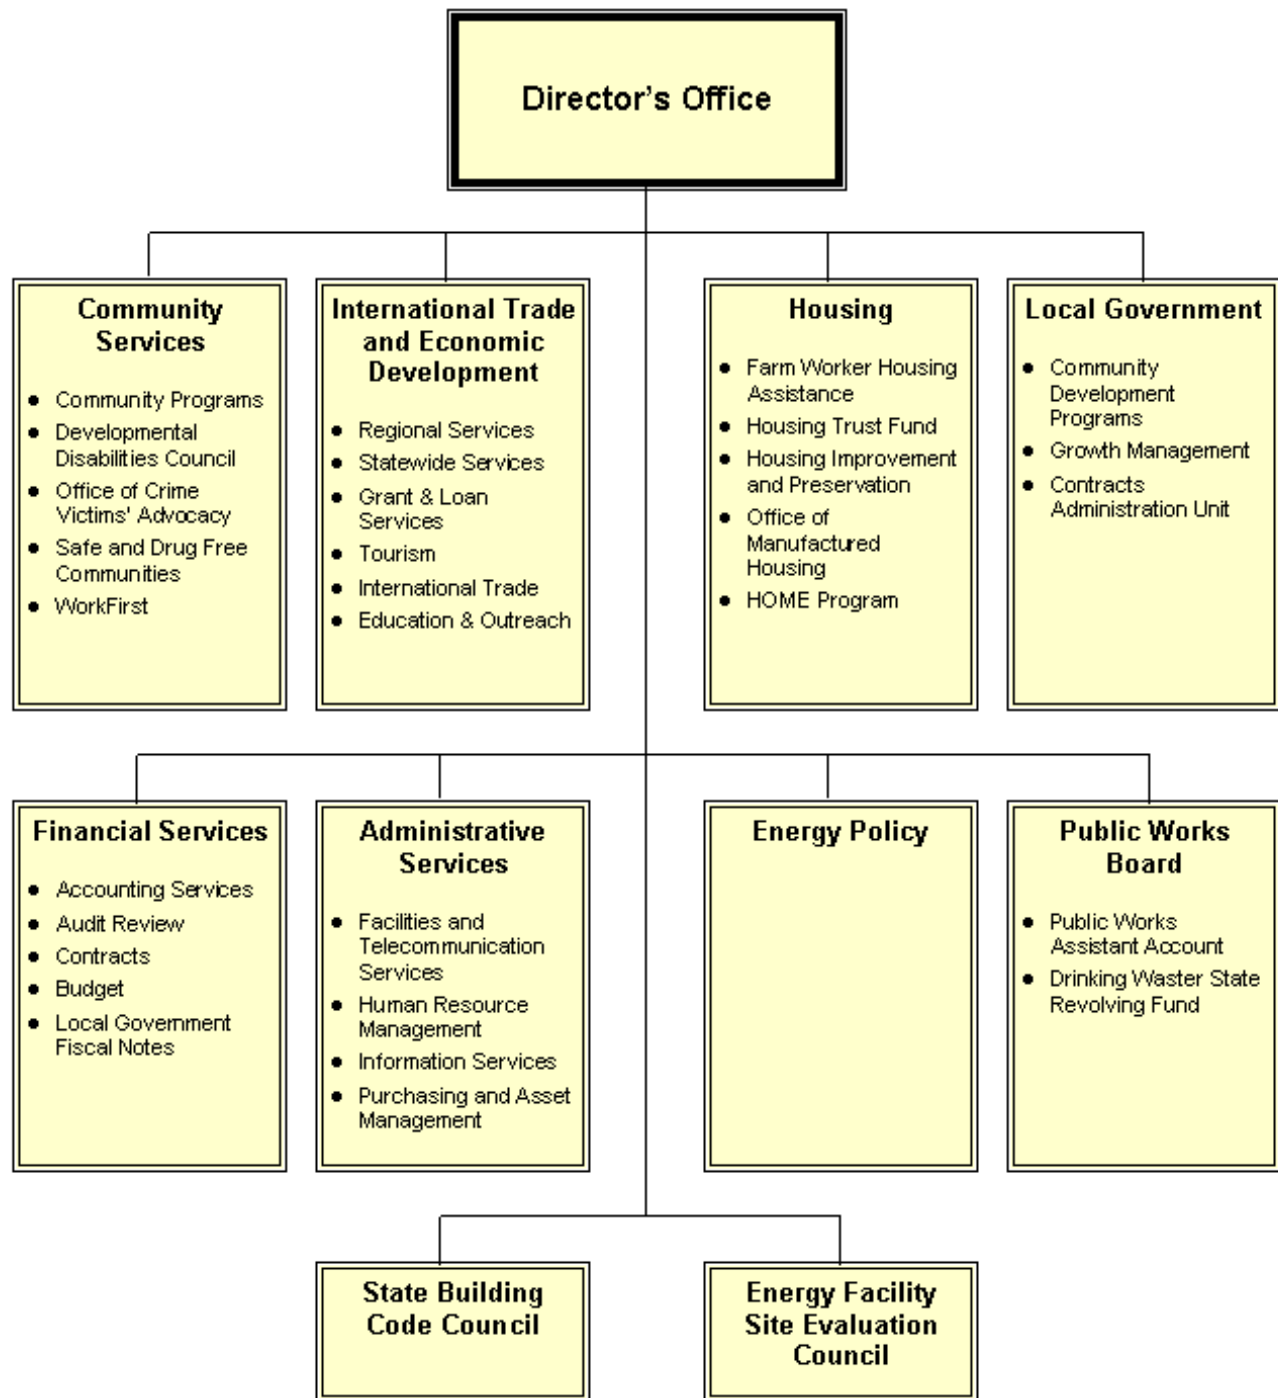 Director's Office
Community
Services
● Community Programs
● Developmental
Disabilities Council
● Office of Crime
Victims' Advocacy
● Safe and Drug Free
Communities
● WorkFirst
International Trade
and Economic
Development
● Regional Services
● Statewide Services
● Grant & Loan
Services
● Tourism
● International Trade
● Education & Outreach
Housing
● Farm Worker Housing
Assistance
● Housing Trust Fund
● Housing Improvement
and Preservation
● Office of
Manufactured
Housing
● HOME Program
Local Government
● Community
Development
Programs
● Growth Management
● Contracts
Administration Unit
Financial Services
● Accounting Services
● Audit Review
● Contracts
● Budget
● Local Government
Fiscal Notes
Administrative
Services
● Facilities and
Telecommunication
Services
● Human Resource
Management
● Information Services
● Purchasing and Asset
Management
Energy Policy
Public Works
Board
● Public Works
Assistant Account
● Drinking Waster State
Revolving Fund
State Building
Code Council
Energy Facility
Site Evaluation
Council